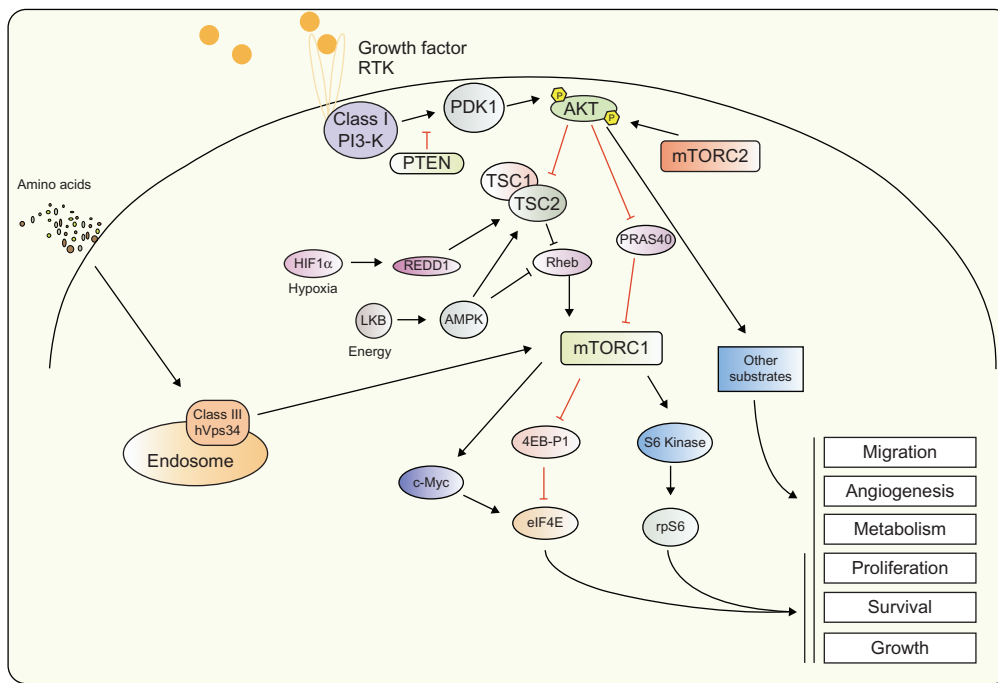 Growth factor
RTK
Class I
PI3-K
PDK1
P
AKT
P
PTEN
mTORC2
TSC1
TSC2
Amino acids
PRAS40
HIF1α
REDD1
Rheb
Hypoxia
LKB
AMPK
Energy
mTORC1
Other
substrates
Class III
hVps34
Endosome
4EB-P1
S6 Kinase
c-Myc
eIF4E
rpS6
Migration
Angiogenesis
Metabolism
Proliferation
Survival
Growth